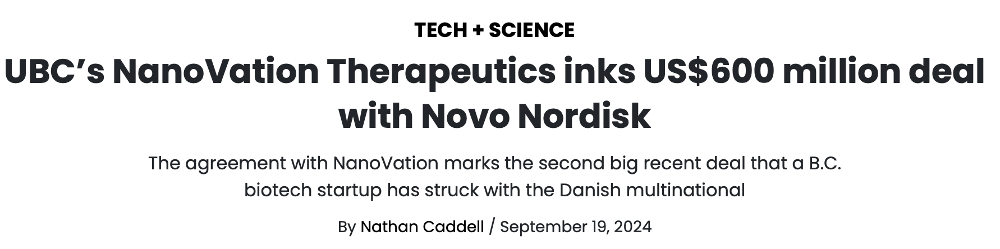 TECH + SCIENCE
UBC’s NanoVation Therapeutics inks US$600 million deal
with Novo Nordisk
The agreement with NanoVation marks the second big recent deal that a B.C.
biotech startup has struck with the Danish multinational
By Nathan Caddell / September 19, 2024